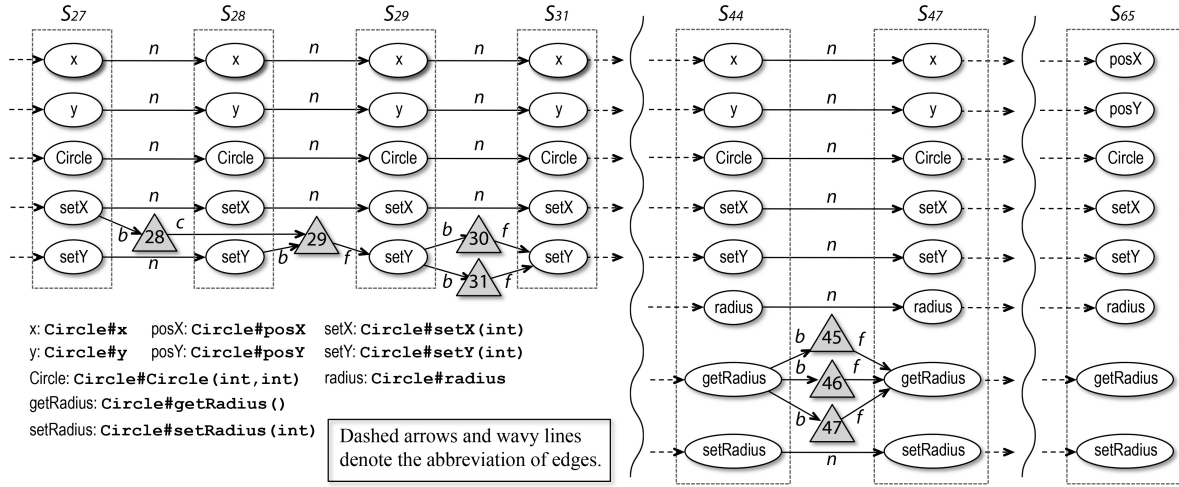 S27 S28 S29 S31 S44 S47 S65
x n x n x n x x n x posX
y n y n y n y y n y posY
Circle n Circle n Circle n Circle Circle n Circle Circle
setX n setX n setX n setX setX n setX setX
b 28 c 29 b 30 f
setY n setY b f setY setY setY n setY setY
b 31 f
radius n radius radius
b 45 f
getRadius b 46 f getRadius getRadius
b 47 f
setRadius n setRadius setRadius
x: Circle#x posX: Circle#posX setX: Circle#setX(int)
y: Circle#y posY: Circle#posY setY: Circle#setY(int)
Circle: Circle#Circle(int,int) radius: Circle#radius
getRadius: Circle#getRadius()
setRadius: Circle#setRadius(int)
Dashed arrows and wavy lines
denote the abbreviation of edges.